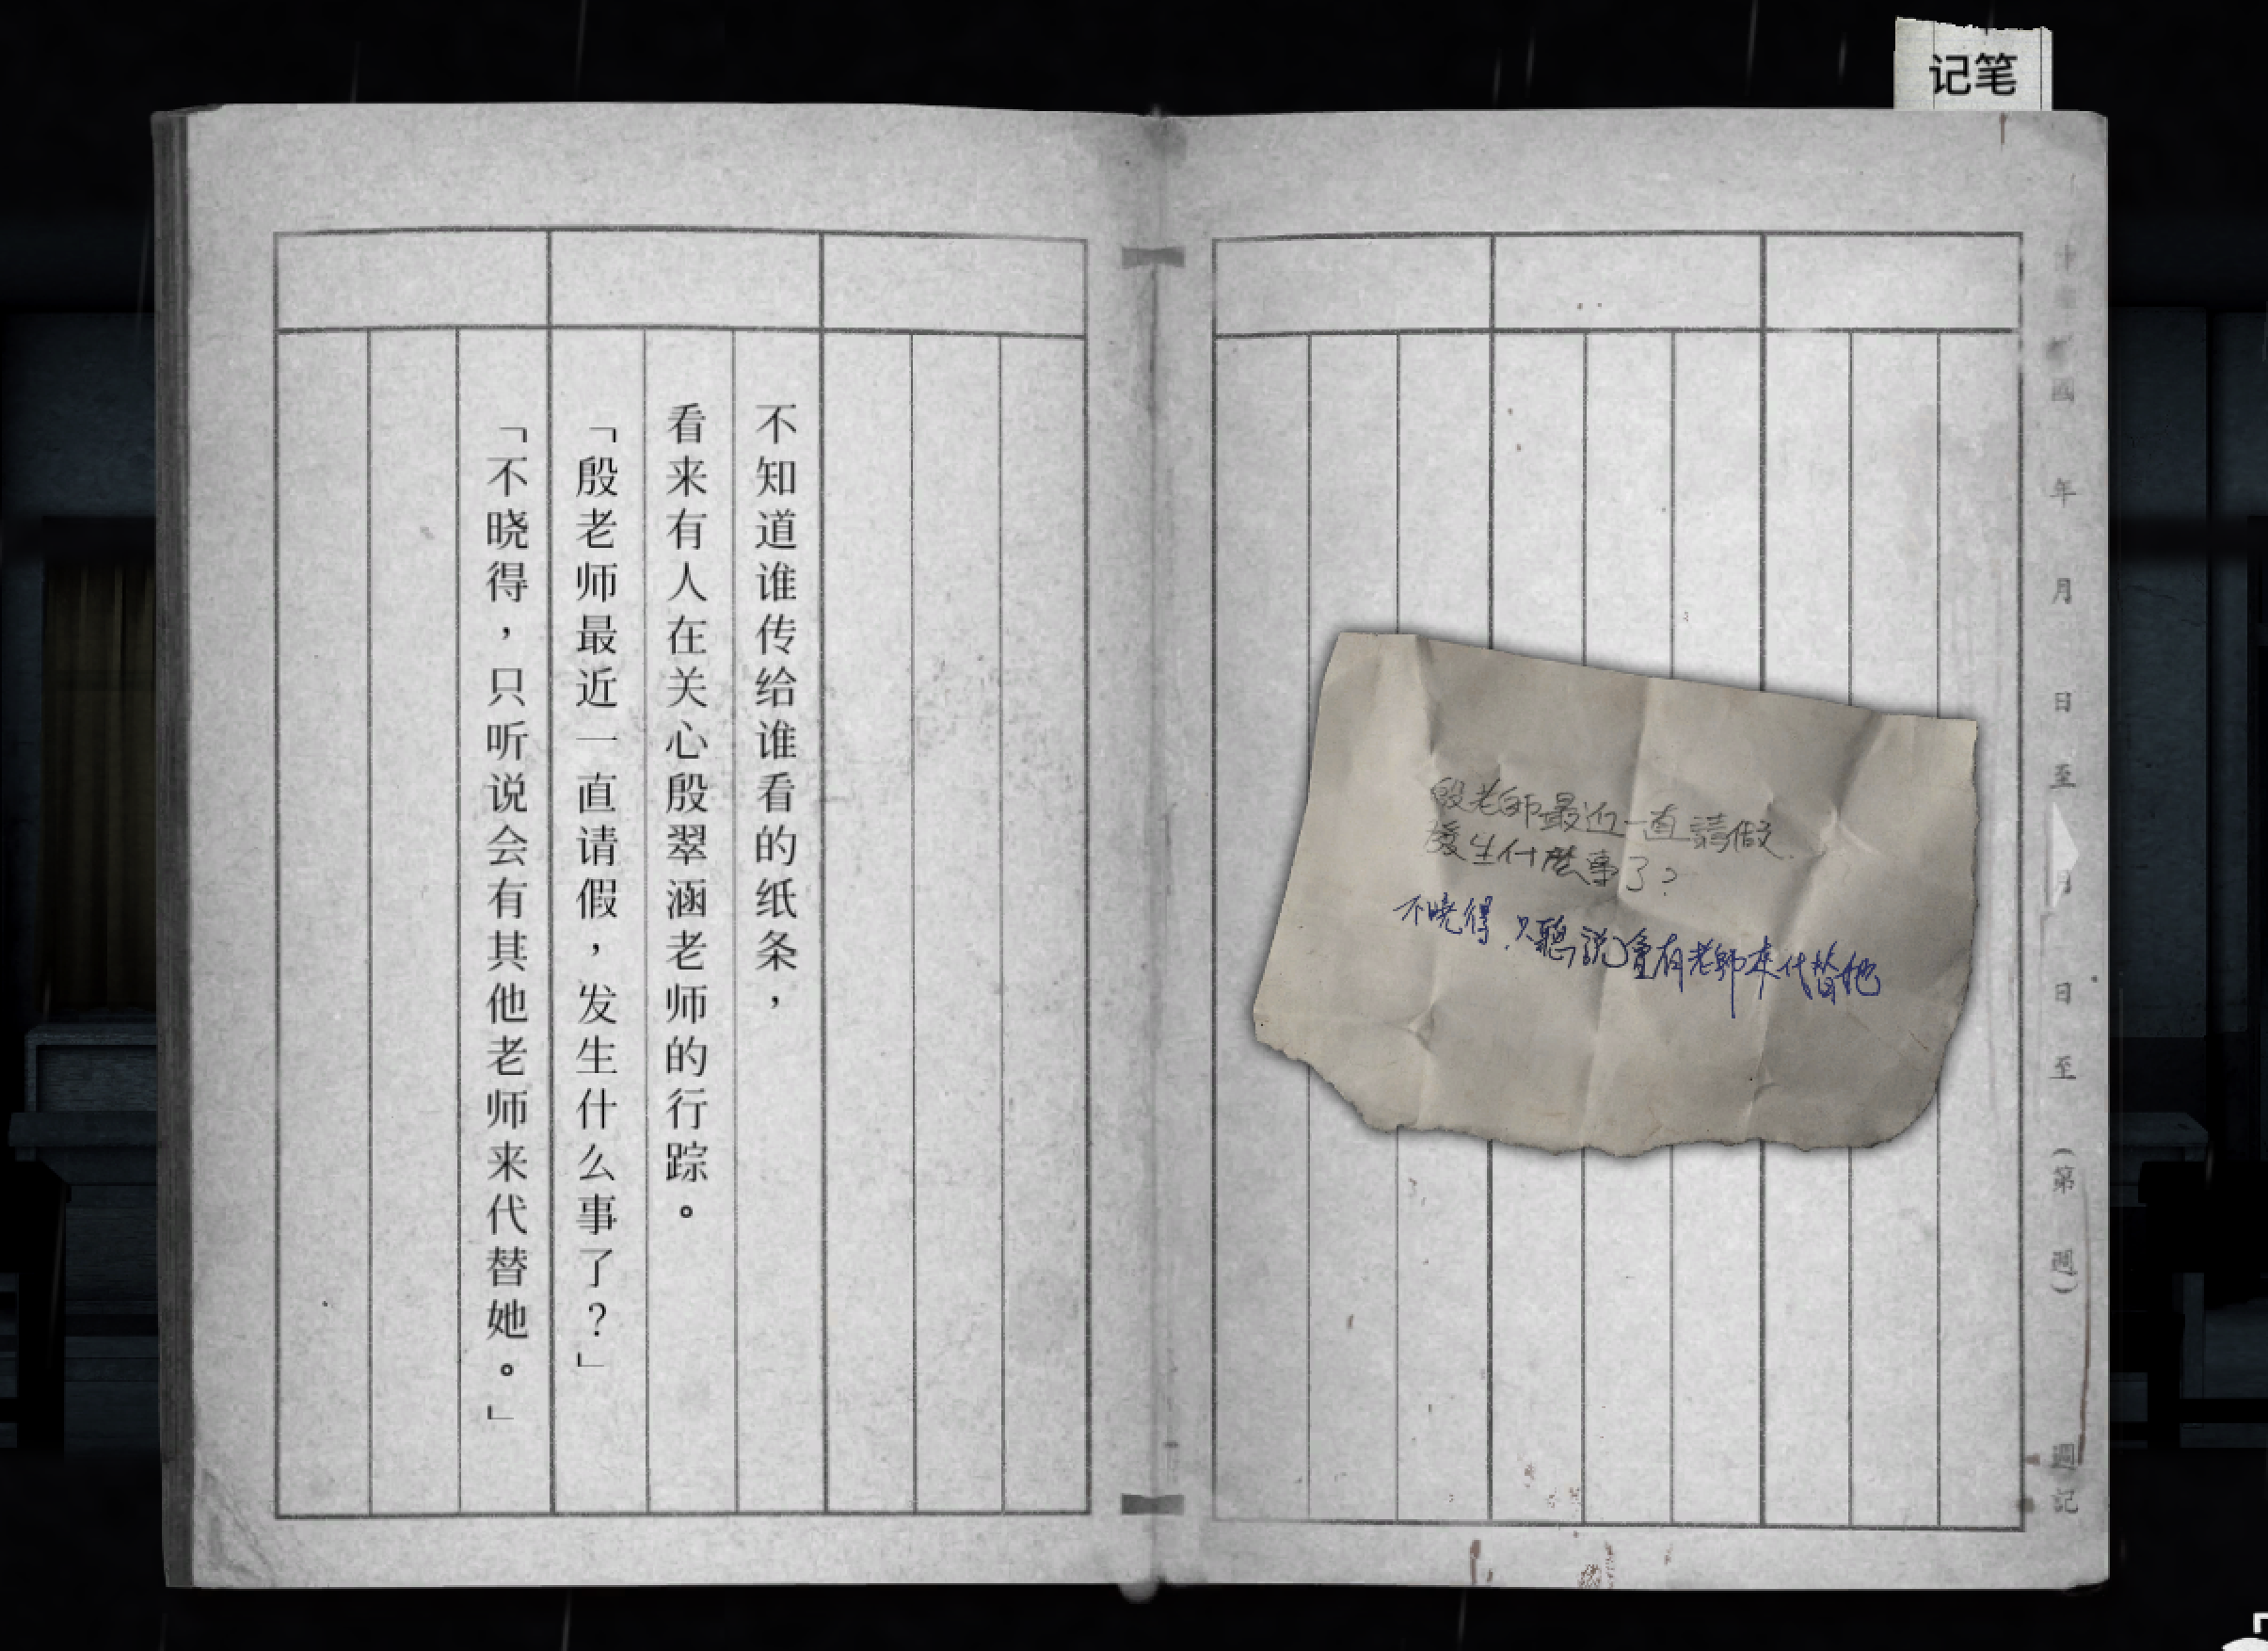 记笔
不知道谁传给谁看的纸条，
看来有人在关心殷翠涵老师的行踪。
「殷老师最近一直请假，发生什么事了？」
「不晓得，只听说会有其他老师来代替她。」
殷老師最近一直請假
發生什麼事了？
不曉得，只聽說會有老師來代替她
國 年 月 日至 月 日至 (第 週) 週記